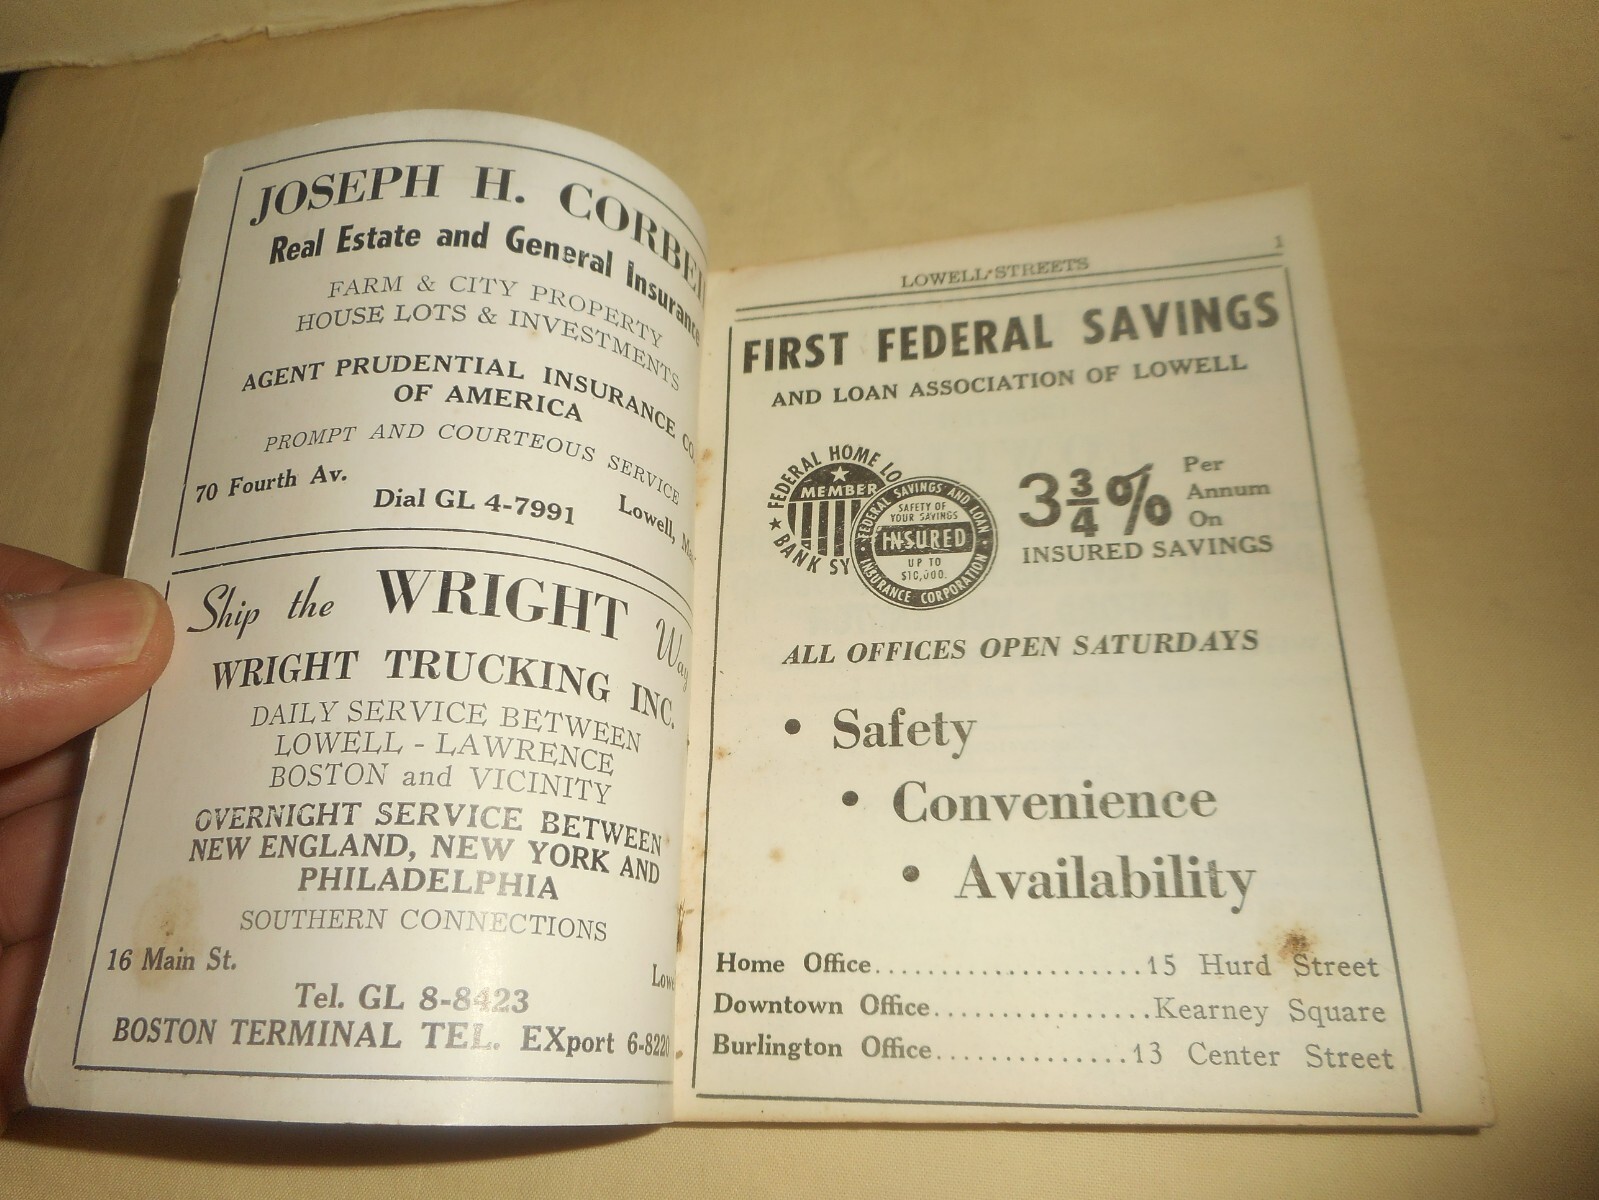 JOSEPH H.
Real Estate and General Insurance
FARM & CITY PROPERTY
HOUSE LOTS & INVESTMENTS
AGENT PRUDENTIAL INSURANCE CO.
OF AMERICA
PROMPT AND COURTEOUS SERVICE
70 Fourth Av.
Dial GL 4-7991
Lowell,
Ship the WRIGHT Way
WRIGHT TRUCKING INC.
DAILY SERVICE BETWEEN
LOWELL - LAWRENCE
BOSTON and VICINITY
OVERNIGHT SERVICE BETWEEN
NEW ENGLAND, NEW YORK AND
PHILADELPHIA
SOUTHERN CONNECTIONS
16 Main St.
Tel. GL 8-8423
BOSTON TERMINAL TEL. EXport 6-8220
LOWELL STREETS
1
FIRST FEDERAL SAVINGS
AND LOAN ASSOCIATION OF LOWELL
FEDERAL HOME LO
MEMBER
BANK SY
FEDERAL SAVINGS AND LOAN
SAFETY OF
YOUR SAVINGS
INSURED
UP TO
$10,000.
INSURANCE CORPORATION
3 3/4 %
Per
Annum
On
INSURED SAVINGS
ALL OFFICES OPEN SATURDAYS
• Safety
• Convenience
• Availability
Home Office......................15 Hurd Street
Downtown Office.................Kearney Square
Burlington Office................13 Center Street